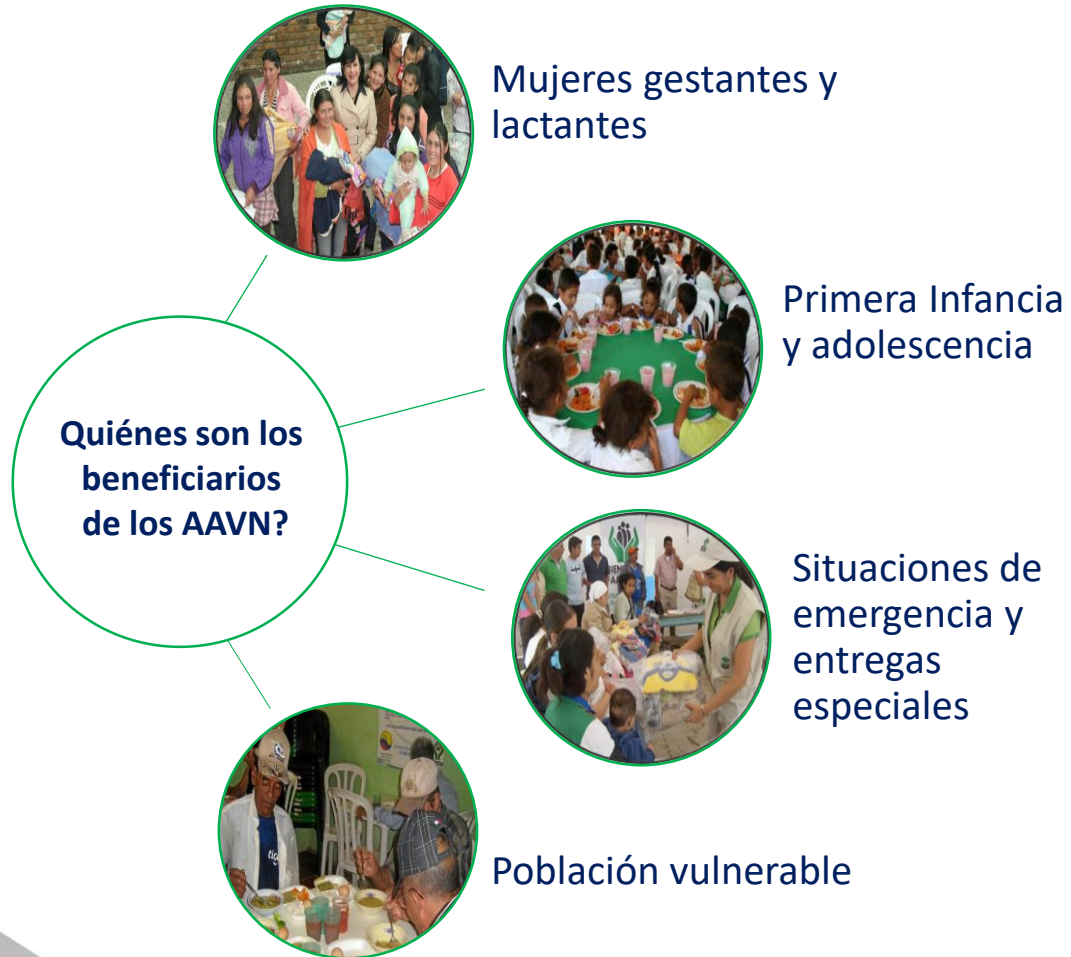 Mujeres gestantes y
lactantes
Primera Infancia
y adolescencia
Quiénes son los
beneficiarios
de los AAVN?
Situaciones de
emergencia y
entregas
especiales
Población vulnerable